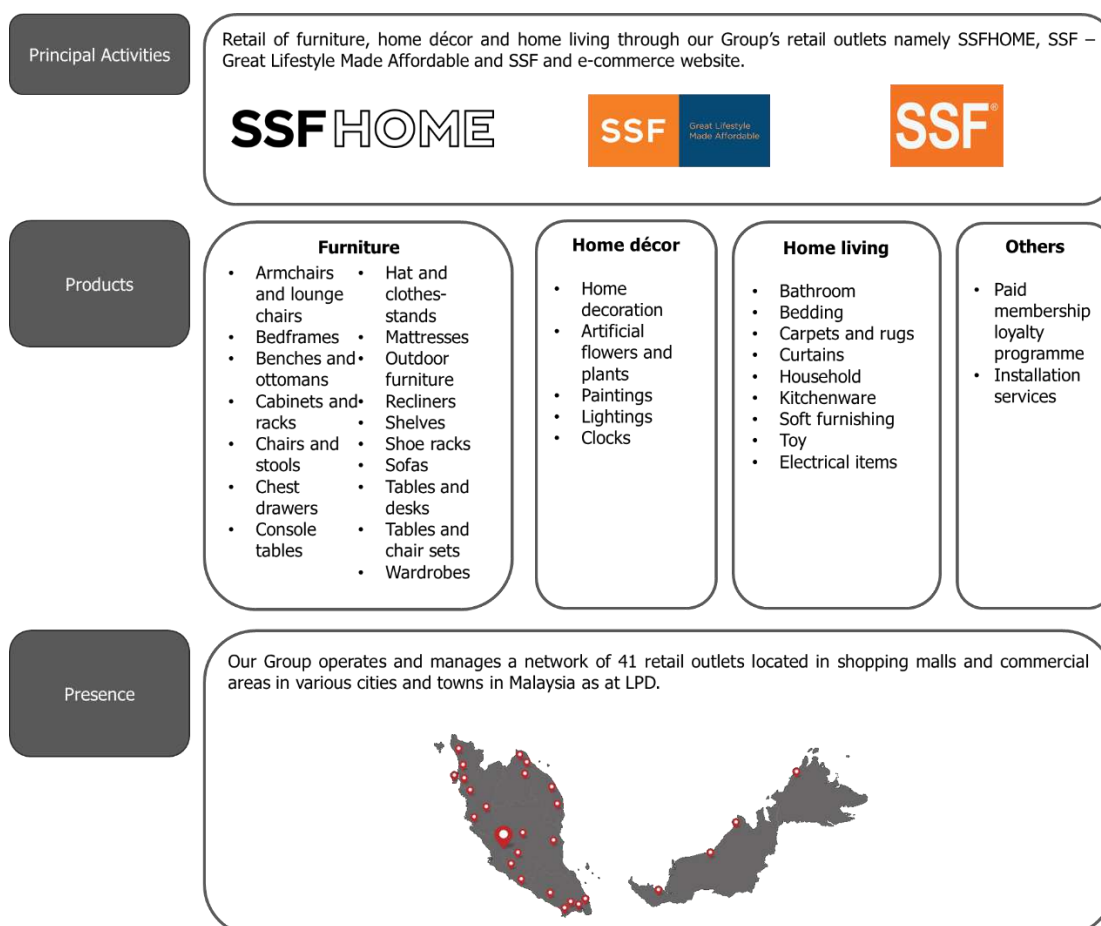 Principal Activities
Retail of furniture, home décor and home living through our Group's retail outlets namely SSFHOME, SSF –
Great Lifestyle Made Affordable and SSF and e-commerce website.
SSFHOME
SSF
Great Lifestyle
Made Affordable
SSF®
Products
Furniture
• Armchairs
and lounge
chairs
• Bedframes
• Benches and
ottomans
• Cabinets and
racks
• Chairs and
stools
• Chest
drawers
• Console
tables
• Hat and
clothes-
stands
• Mattresses
• Outdoor
furniture
• Recliners
• Shelves
• Shoe racks
• Sofas
• Tables and
desks
• Tables and
chair sets
• Wardrobes
Home décor
• Home
decoration
• Artificial
flowers and
plants
• Paintings
• Lightings
• Clocks
Home living
• Bathroom
• Bedding
• Carpets and rugs
• Curtains
• Household
• Kitchenware
• Soft furnishing
• Toy
• Electrical items
Others
• Paid
membership
loyalty
programme
• Installation
services
Presence
Our Group operates and manages a network of 41 retail outlets located in shopping malls and commercial
areas in various cities and towns in Malaysia as at LPD.